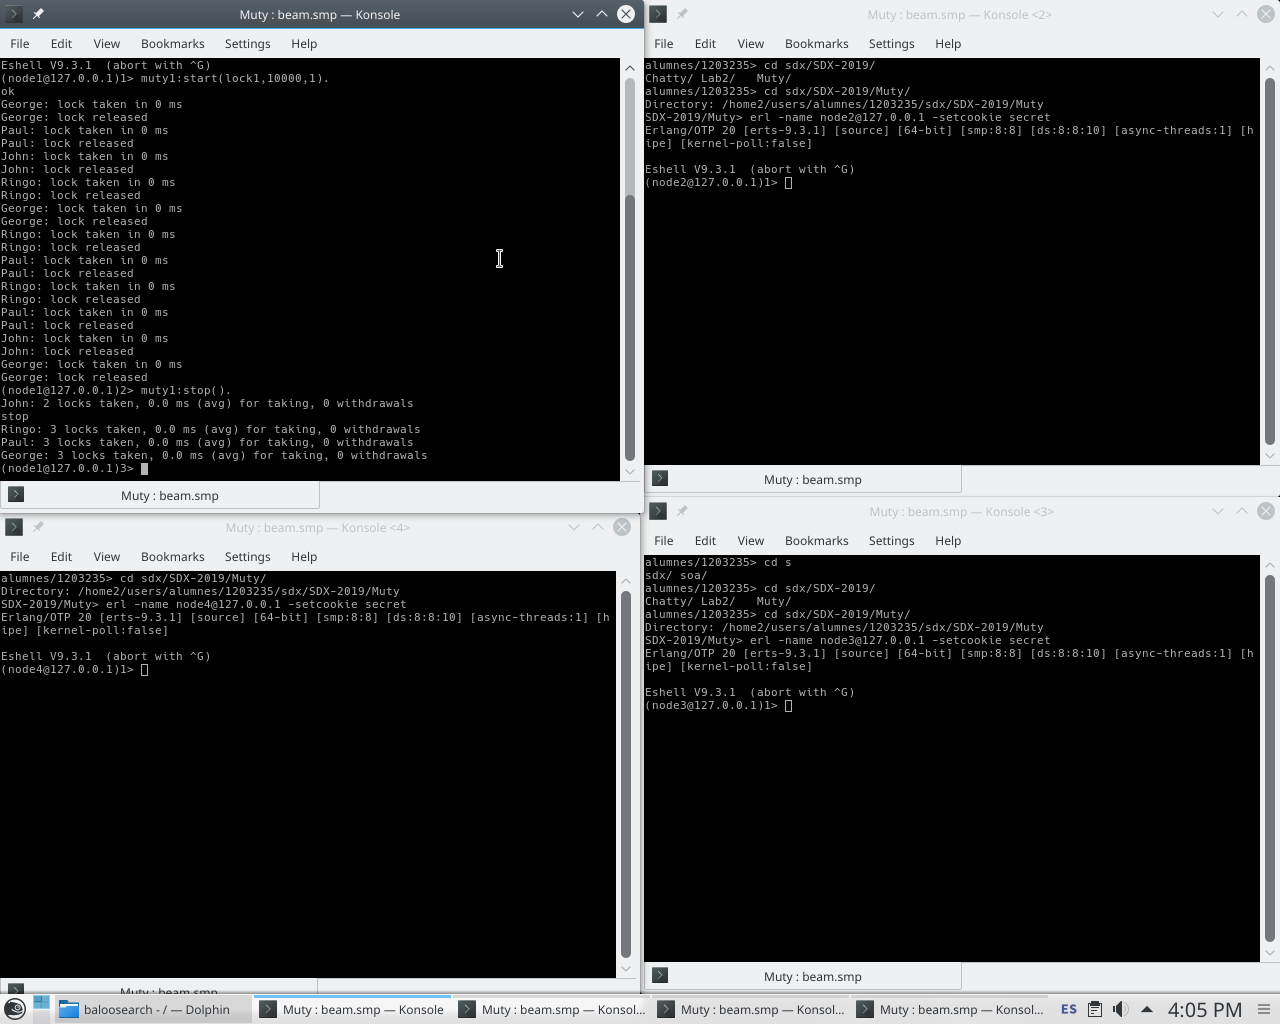 Muty : beam.smp — Konsole
File Edit View Bookmarks Settings Help
Eshell V9.3.1  (abort with ^G)
(node1@127.0.0.1)1> muty1:start(lock1,10000,1).
ok
George: lock taken in 0 ms
George: lock released
Paul: lock taken in 0 ms
Paul: lock released
John: lock taken in 0 ms
John: lock released
Ringo: lock taken in 0 ms
Ringo: lock released
George: lock taken in 0 ms
George: lock released
Ringo: lock taken in 0 ms
Ringo: lock released
Paul: lock taken in 0 ms
Paul: lock released
Ringo: lock taken in 0 ms
Ringo: lock released
Paul: lock taken in 0 ms
Paul: lock released
John: lock taken in 0 ms
John: lock released
George: lock taken in 0 ms
George: lock released
(node1@127.0.0.1)2> muty1:stop().
John: 2 locks taken, 0.0 ms (avg) for taking, 0 withdrawals
stop
Ringo: 3 locks taken, 0.0 ms (avg) for taking, 0 withdrawals
Paul: 3 locks taken, 0.0 ms (avg) for taking, 0 withdrawals
George: 3 locks taken, 0.0 ms (avg) for taking, 0 withdrawals
(node1@127.0.0.1)3>
Muty : beam.smp
Muty : beam.smp — Konsole <2>
File Edit View Bookmarks Settings Help
alumnes/1203235> cd sdx/SDX-2019/
Chatty/ Lab2/   Muty/
alumnes/1203235> cd sdx/SDX-2019/Muty/
Directory: /home2/users/alumnes/1203235/sdx/SDX-2019/Muty
SDX-2019/Muty> erl -name node2@127.0.0.1 -setcookie secret
Erlang/OTP 20 [erts-9.3.1] [source] [64-bit] [smp:8:8] [ds:8:8:10] [async-threads:1] [h
ipe] [kernel-poll:false]
Eshell V9.3.1  (abort with ^G)
(node2@127.0.0.1)1>
Muty : beam.smp
Muty : beam.smp — Konsole <4>
File Edit View Bookmarks Settings Help
alumnes/1203235> cd sdx/SDX-2019/Muty/
Directory: /home2/users/alumnes/1203235/sdx/SDX-2019/Muty
SDX-2019/Muty> erl -name node4@127.0.0.1 -setcookie secret
Erlang/OTP 20 [erts-9.3.1] [source] [64-bit] [smp:8:8] [ds:8:8:10] [async-threads:1] [h
ipe] [kernel-poll:false]
Eshell V9.3.1  (abort with ^G)
(node4@127.0.0.1)1>
Muty : beam.smp
Muty : beam.smp — Konsole <3>
File Edit View Bookmarks Settings Help
alumnes/1203235> cd s
sdx/ soa/
alumnes/1203235> cd sdx/SDX-2019/
Chatty/ Lab2/   Muty/
alumnes/1203235> cd sdx/SDX-2019/Muty/
Directory: /home2/users/alumnes/1203235/sdx/SDX-2019/Muty
SDX-2019/Muty> erl -name node3@127.0.0.1 -setcookie secret
Erlang/OTP 20 [erts-9.3.1] [source] [64-bit] [smp:8:8] [ds:8:8:10] [async-threads:1] [h
ipe] [kernel-poll:false]
Eshell V9.3.1  (abort with ^G)
(node3@127.0.0.1)1>
Muty : beam.smp
baloosearch - / — Dolphin
Muty : beam.smp — Konsole
Muty : beam.smp — Konsol...
Muty : beam.smp — Konsol...
Muty : beam.smp — Konsol...
ES
4:05 PM